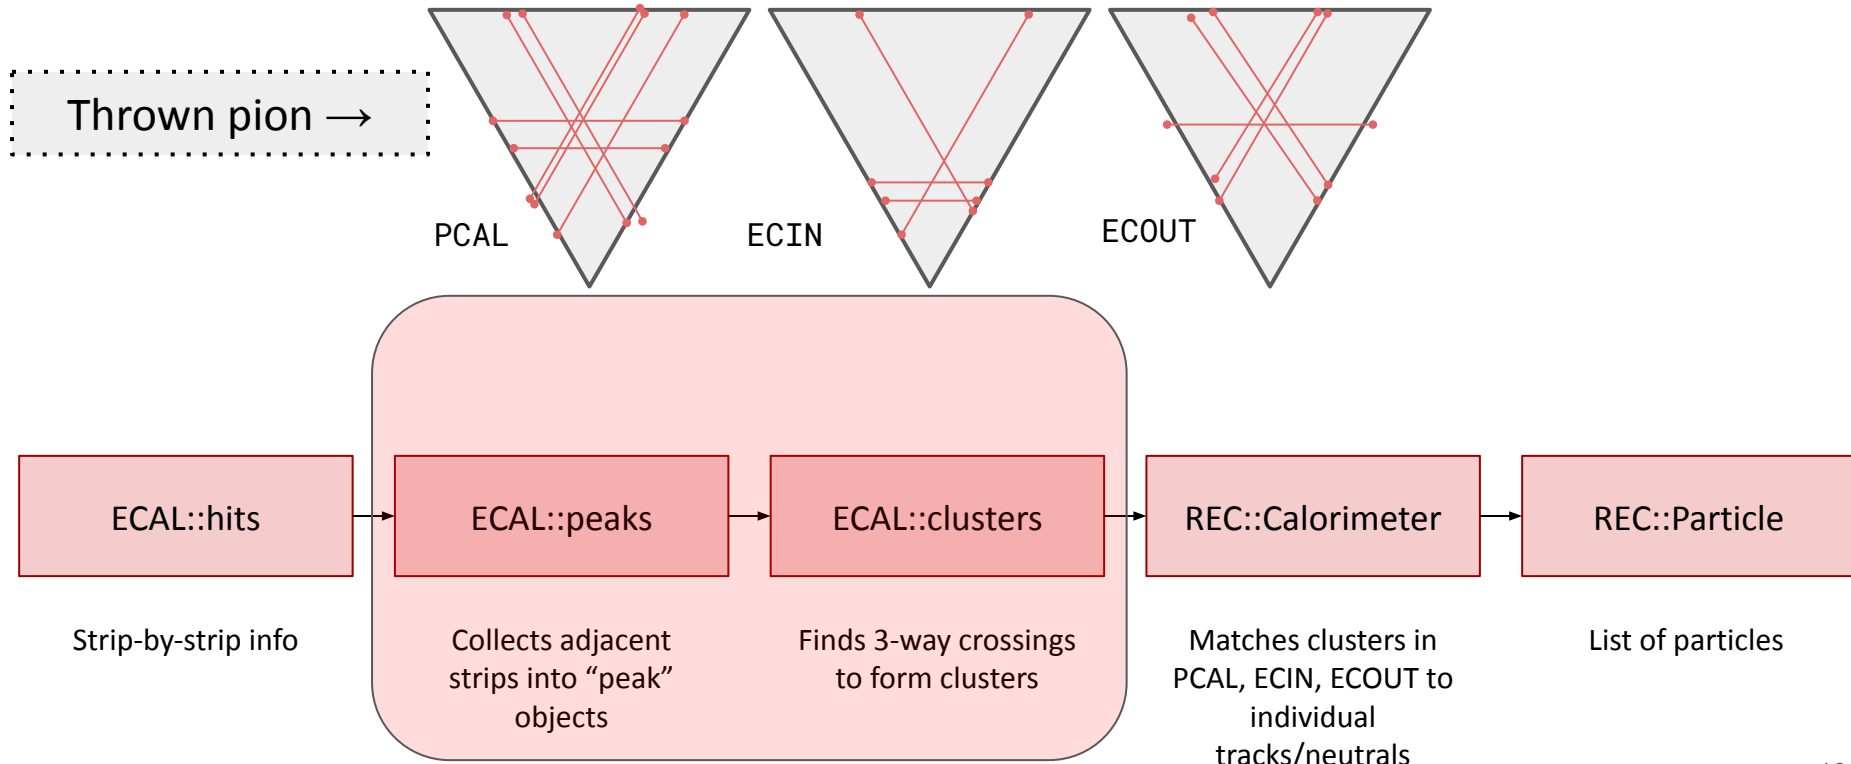 Thrown pion →
PCAL
ECIN
ECOUT
ECAL::hits
ECAL::peaks
ECAL::clusters
REC::Calorimeter
REC::Particle
Strip-by-strip info
Collects adjacent
strips into “peak”
objects
Finds 3-way crossings
to form clusters
Matches clusters in
PCAL, ECIN, ECOUT to
individual
tracks/neutrals
List of particles